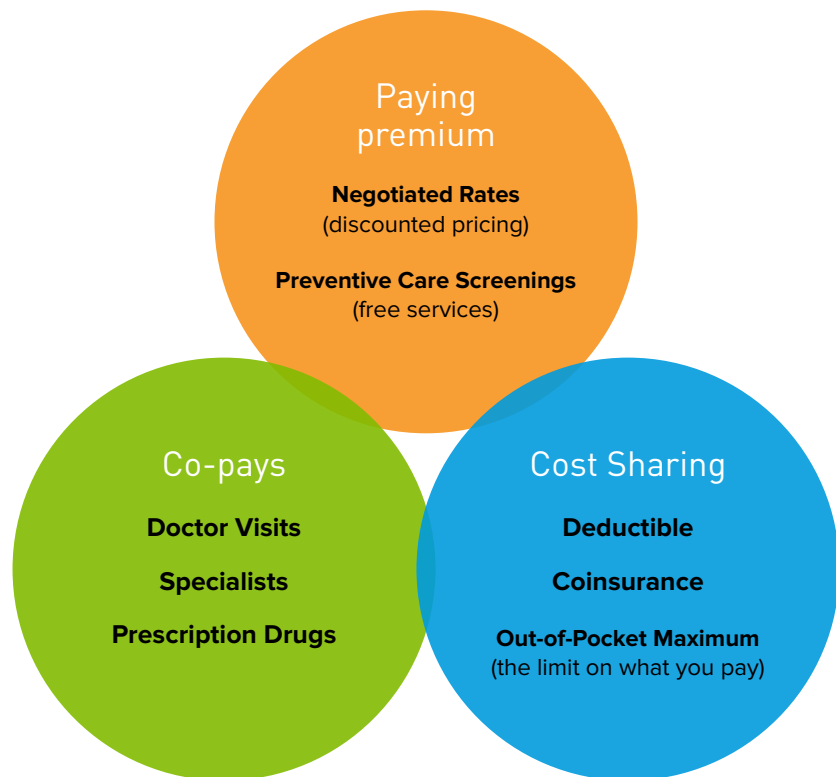 Paying
premium
Negotiated Rates
(discounted pricing)
Preventive Care Screenings
(free services)
Co-pays
Doctor Visits
Specialists
Prescription Drugs
Cost Sharing
Deductible
Coinsurance
Out-of-Pocket Maximum
(the limit on what you pay)